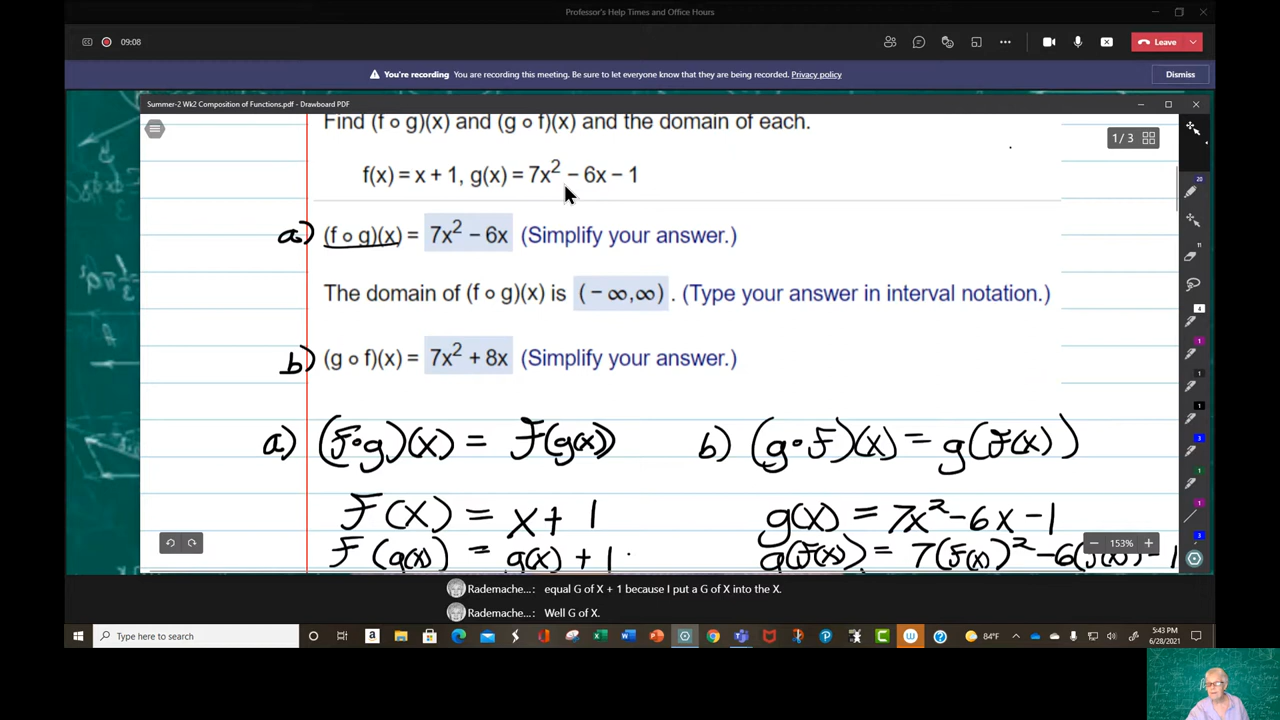 Professor's Help Times and Office Hours
09:08
Leave
You're recording You are recording this meeting. Be sure to let everyone know that they are being recorded. Privacy policy
Dismiss
Summer-2 Wk2 Composition of Functions.pdf - Drawboard PDF
Find (f o g)(x) and (g o f)(x) and the domain of each.
1/3
f(x) = x + 1, g(x) = 7x² − 6x − 1
a) (f o g)(x) = 7x² − 6x (Simplify your answer.)
The domain of (f o g)(x) is (−∞,∞). (Type your answer in interval notation.)
b) (g o f)(x) = 7x² + 8x (Simplify your answer.)
a) (f∘g)(x) = f(g(x)) b) (g∘f)(x) = g(f(x))
f(x) = x + 1 g(x) = 7x² − 6x − 1
153%
f(g(x)) = g(x) + 1 g(f(x)) = 7(f(x))² − 6(f(x)) − 1
Rademache...: equal G of X + 1 because I put a G of X into the X.
Rademache...: Well G of X.
Type here to search
84°F
5:43 PM
6/28/2021